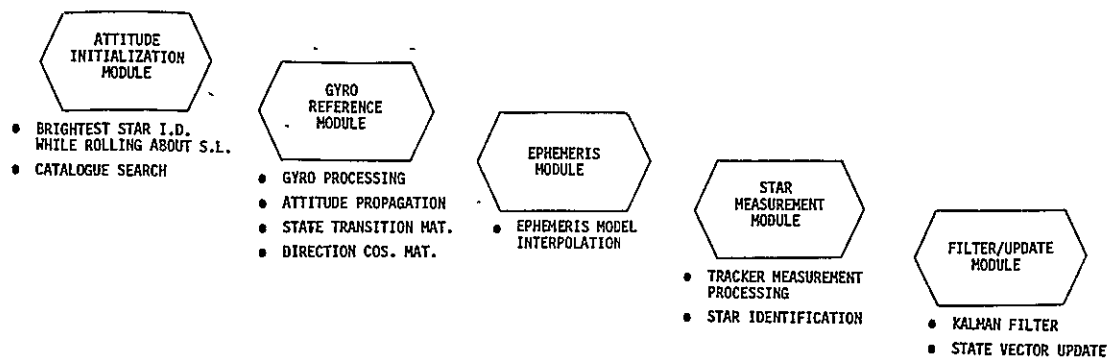 ATTITUDE
INITIALIZATION
MODULE
• BRIGHTEST STAR I.D.
WHILE ROLLING ABOUT S.L.
• CATALOGUE SEARCH
GYRO
REFERENCE
MODULE
• GYRO PROCESSING
• ATTITUDE PROPAGATION
• STATE TRANSITION MAT.
• DIRECTION COS. MAT.
EPHEMERIS
MODULE
• EPHEMERIS MODEL
INTERPOLATION
STAR
MEASUREMENT
MODULE
• TRACKER MEASUREMENT
PROCESSING
• STAR IDENTIFICATION
FILTER/UPDATE
MODULE
• KALMAN FILTER
• STATE VECTOR UPDATE